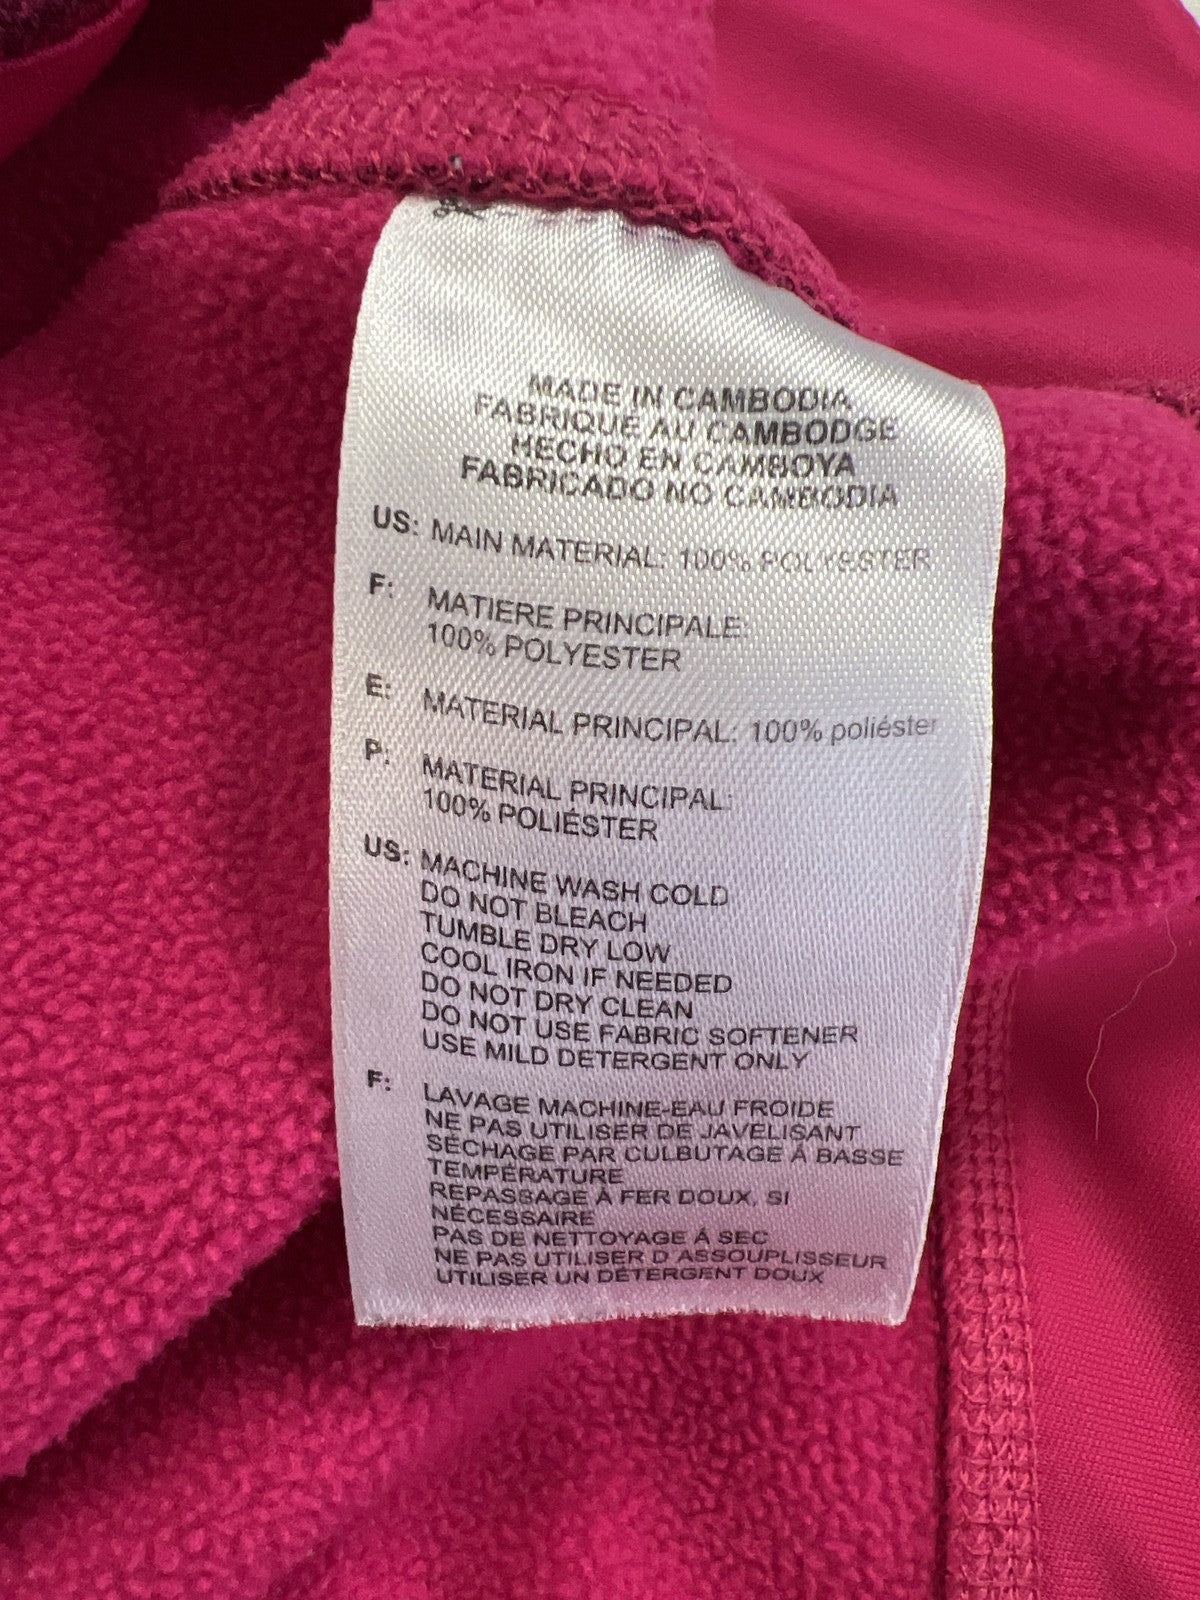 MADE IN CAMBODIA
FABRIQUÉ AU CAMBODGE
HECHO EN CAMBOYA
FABRICADO NO CAMBODIA
US: MAIN MATERIAL: 100% POLYESTER
F: MATIERE PRINCIPALE:
100% POLYESTER
E: MATERIAL PRINCIPAL: 100% poliéster
P: MATERIAL PRINCIPAL:
100% POLIÉSTER
US: MACHINE WASH COLD
DO NOT BLEACH
TUMBLE DRY LOW
COOL IRON IF NEEDED
DO NOT DRY CLEAN
DO NOT USE FABRIC SOFTENER
USE MILD DETERGENT ONLY
F: LAVAGE MACHINE-EAU FROIDE
NE PAS UTILISER DE JAVELISANT
SÉCHAGE PAR CULBUTAGE À BASSE
TEMPÉRATURE
REPASSAGE À FER DOUX, SI
NÉCESSAIRE
PAS DE NETTOYAGE À SEC
NE PAS UTILISER D'ASSOUPLISSEUR
UTILISER UN DÉTERGENT DOUX